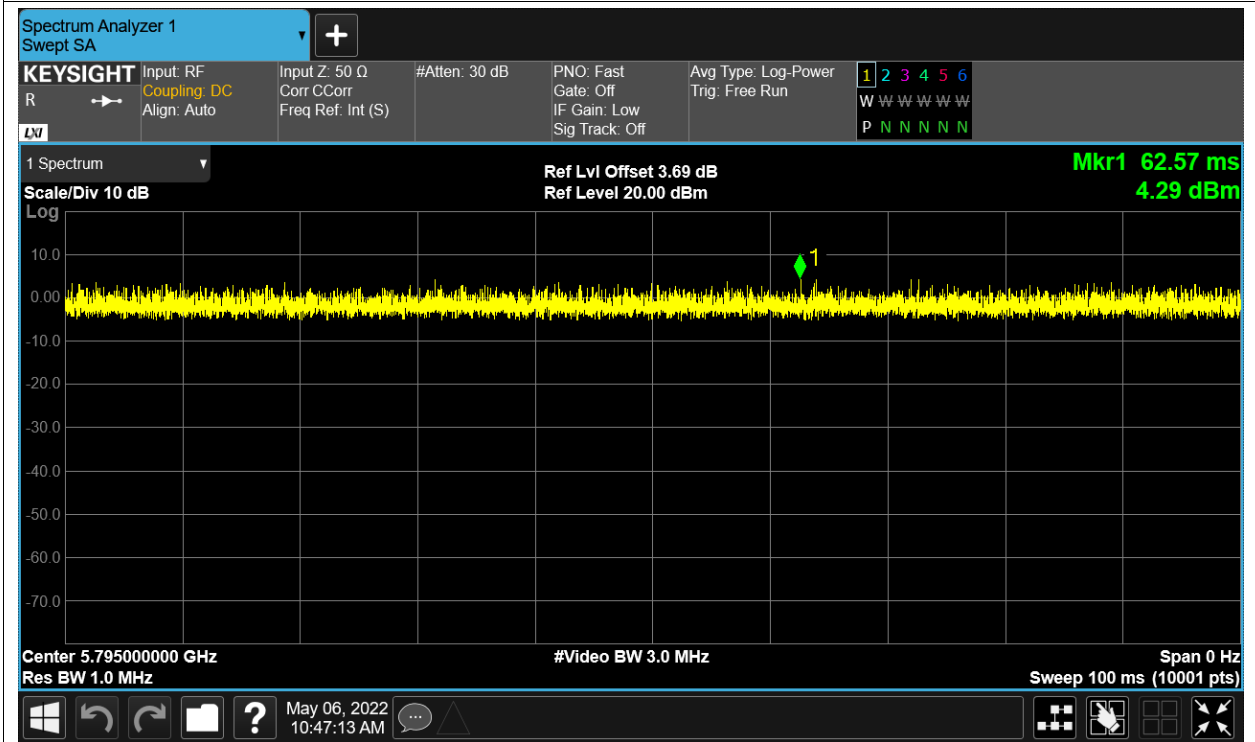 Spectrum Analyzer 1
Swept SA
KEYSIGHT Input: RF Input Z: 50 Ω #Atten: 30 dB PNO: Fast Avg Type: Log-Power 1 2 3 4 5 6
R Coupling: DC Corr CCorr Gate: Off Trig: Free Run W W W W W W
Align: Auto Freq Ref: Int (S) IF Gain: Low
LXI Sig Track: Off P N N N N N
1 Spectrum Ref Lvl Offset 3.69 dB Mkr1 62.57 ms
Scale/Div 10 dB Ref Level 20.00 dBm 4.29 dBm
Log
1
10.0
0.00
-10.0
-20.0
-30.0
-40.0
-50.0
-60.0
-70.0
Center 5.795000000 GHz #Video BW 3.0 MHz Span 0 Hz
Res BW 1.0 MHz Sweep 100 ms (10001 pts)
? May 06, 2022
10:47:13 AM